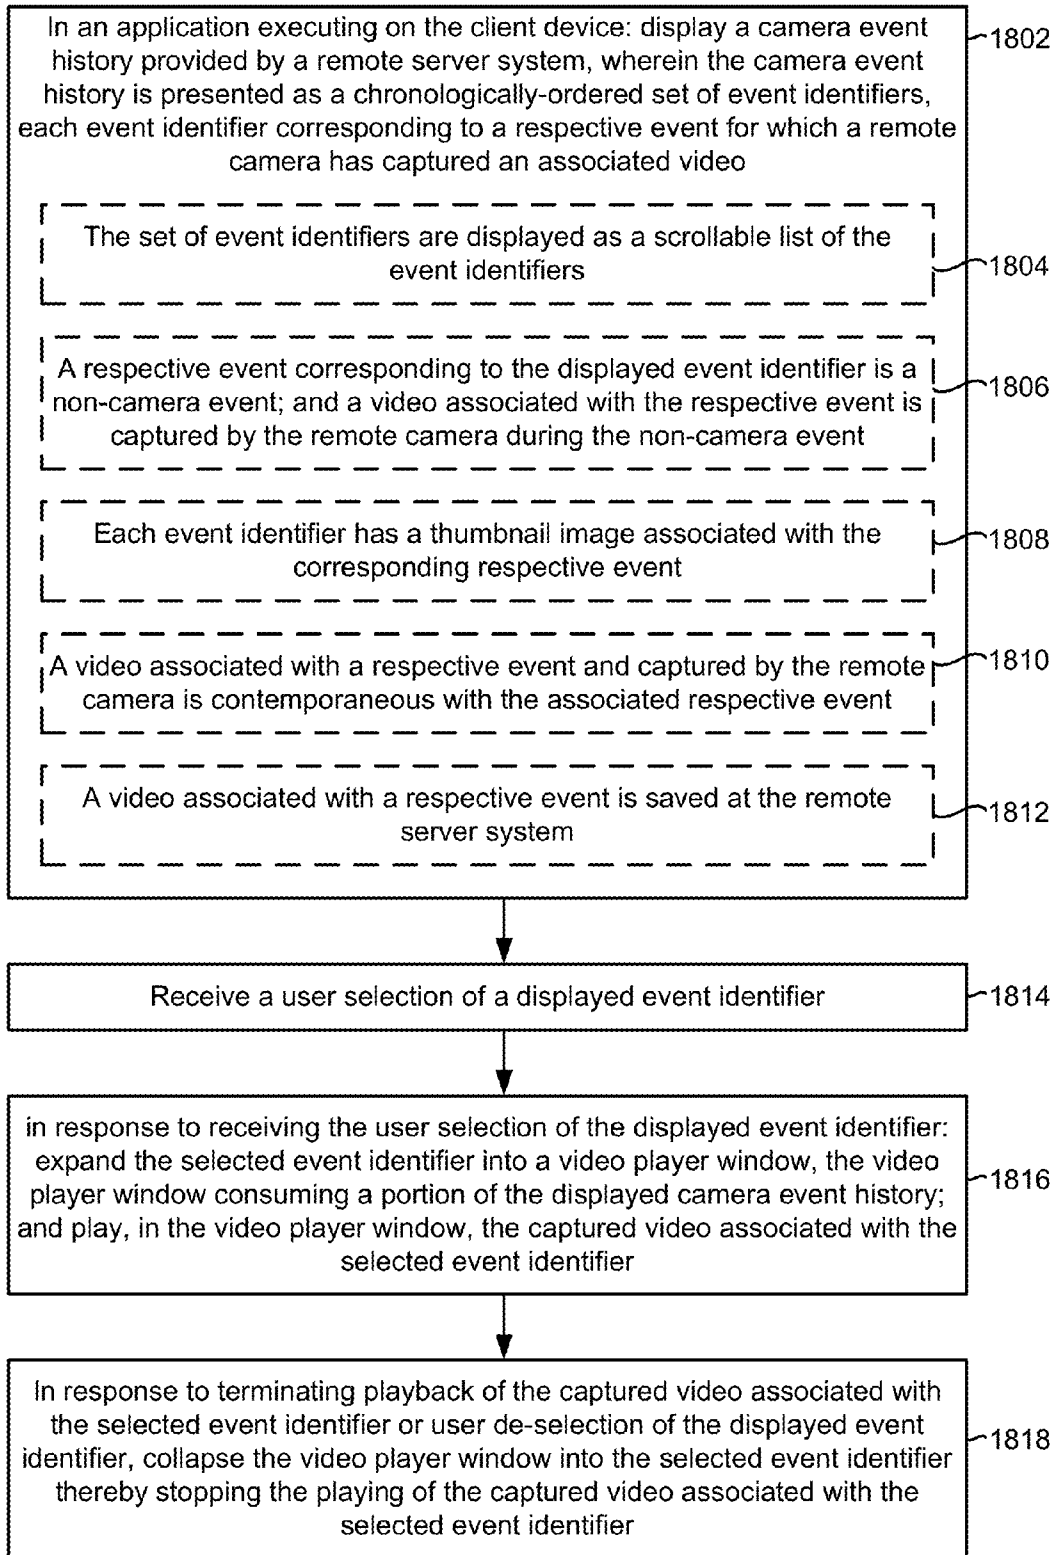 In an application executing on the client device: display a camera event
history provided by a remote server system, wherein the camera event
history is presented as a chronologically-ordered set of event identifiers,
each event identifier corresponding to a respective event for which a remote
camera has captured an associated video
1802
The set of event identifiers are displayed as a scrollable list of the
event identifiers
1804
A respective event corresponding to the displayed event identifier is a
non-camera event; and a video associated with the respective event is
captured by the remote camera during the non-camera event
1806
Each event identifier has a thumbnail image associated with the
corresponding respective event
1808
A video associated with a respective event and captured by the remote
camera is contemporaneous with the associated respective event
1810
A video associated with a respective event is saved at the remote
server system
1812
Receive a user selection of a displayed event identifier
1814
in response to receiving the user selection of the displayed event identifier:
expand the selected event identifier into a video player window, the video
player window consuming a portion of the displayed camera event history;
and play, in the video player window, the captured video associated with the
selected event identifier
1816
In response to terminating playback of the captured video associated with
the selected event identifier or user de-selection of the displayed event
identifier, collapse the video player window into the selected event identifier
thereby stopping the playing of the captured video associated with the
selected event identifier
1818